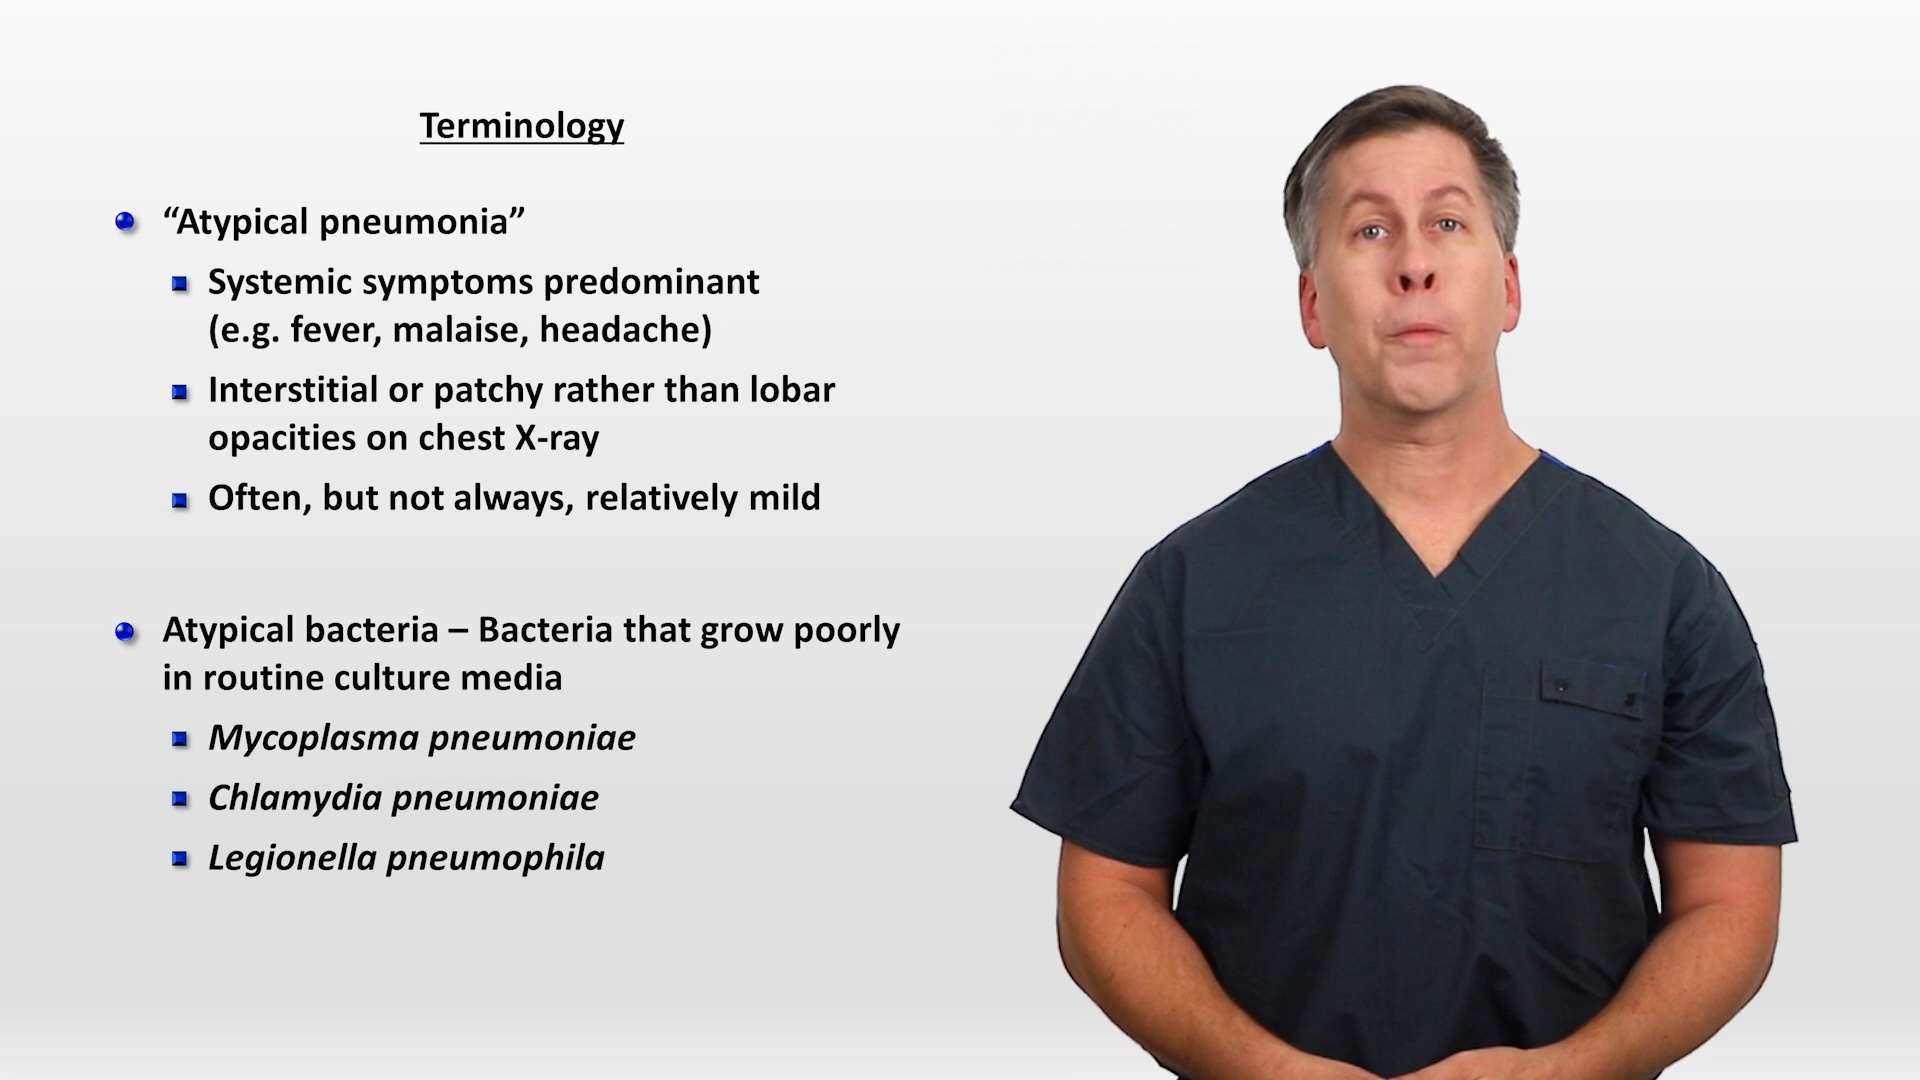 Terminology
“Atypical pneumonia”
Systemic symptoms predominant
(e.g. fever, malaise, headache)
Interstitial or patchy rather than lobar
opacities on chest X-ray
Often, but not always, relatively mild
Atypical bacteria – Bacteria that grow poorly
in routine culture media
Mycoplasma pneumoniae
Chlamydia pneumoniae
Legionella pneumophila